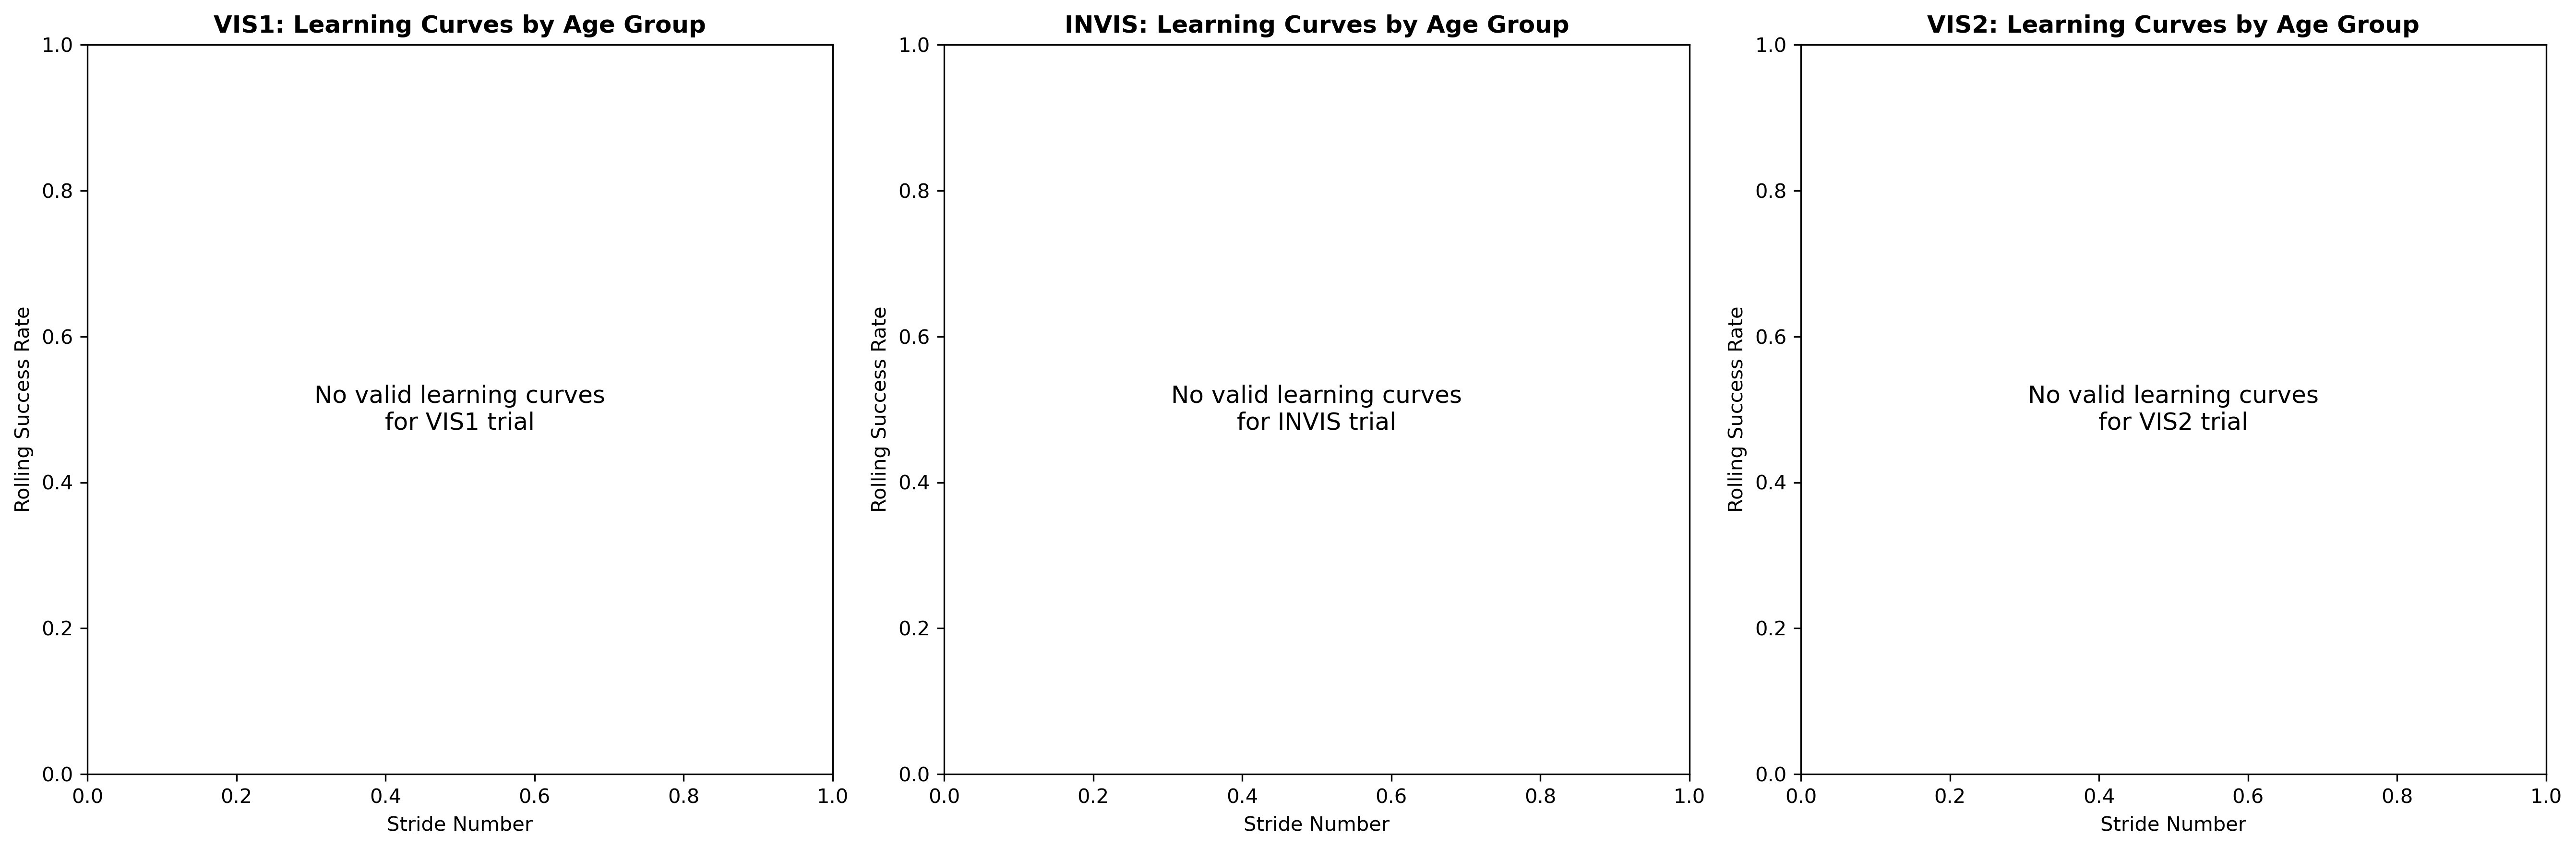 VIS1: Learning Curves by Age Group
1.0
0.8
0.6
0.4
0.2
0.0
Rolling Success Rate
No valid learning curves
for VIS1 trial
0.0 0.2 0.4 0.6 0.8 1.0
Stride Number
INVIS: Learning Curves by Age Group
1.0
0.8
0.6
0.4
0.2
0.0
Rolling Success Rate
No valid learning curves
for INVIS trial
0.0 0.2 0.4 0.6 0.8 1.0
Stride Number
VIS2: Learning Curves by Age Group
1.0
0.8
0.6
0.4
0.2
0.0
Rolling Success Rate
No valid learning curves
for VIS2 trial
0.0 0.2 0.4 0.6 0.8 1.0
Stride Number